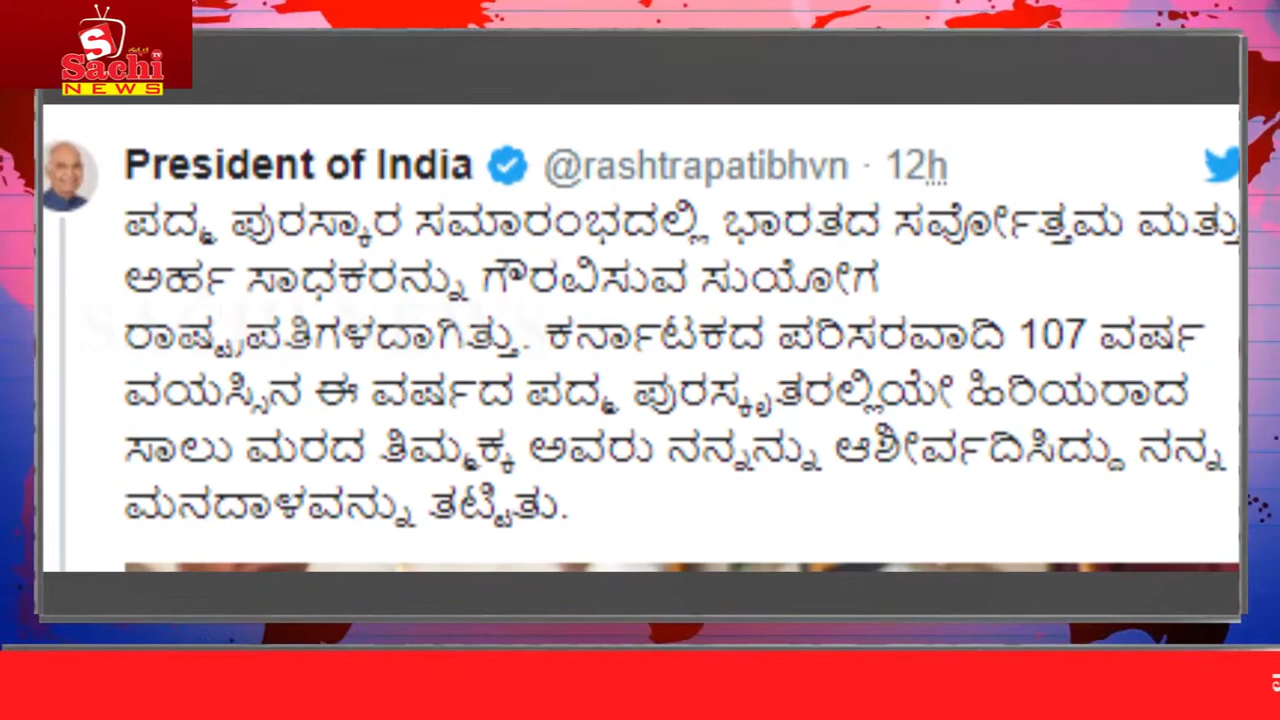 Sachi TV
NEWS
President of India @rashtrapatibhvn · 12h
ಪದ್ಮ ಪುರಸ್ಕಾರ ಸಮಾರಂಭದಲ್ಲಿ ಭಾರತದ ಸರ್ವೋತ್ತಮ ಮತ್ತು
ಅರ್ಹ ಸಾಧಕರನ್ನು ಗೌರವಿಸುವ ಸುಯೋಗ
ರಾಷ್ಟ್ರಪತಿಗಳದಾಗಿತ್ತು. ಕರ್ನಾಟಕದ ಪರಿಸರವಾದಿ 107 ವರ್ಷ
ವಯಸ್ಸಿನ ಈ ವರ್ಷದ ಪದ್ಮ ಪುರಸ್ಕೃತರಲ್ಲಿಯೇ ಹಿರಿಯರಾದ
ಸಾಲು ಮರದ ತಿಮ್ಮಕ್ಕ ಅವರು ನನ್ನನ್ನು ಆಶೀರ್ವದಿಸಿದ್ದು ನನ್ನ
ಮನದಾಳವನ್ನು ತಟ್ಟಿತು.